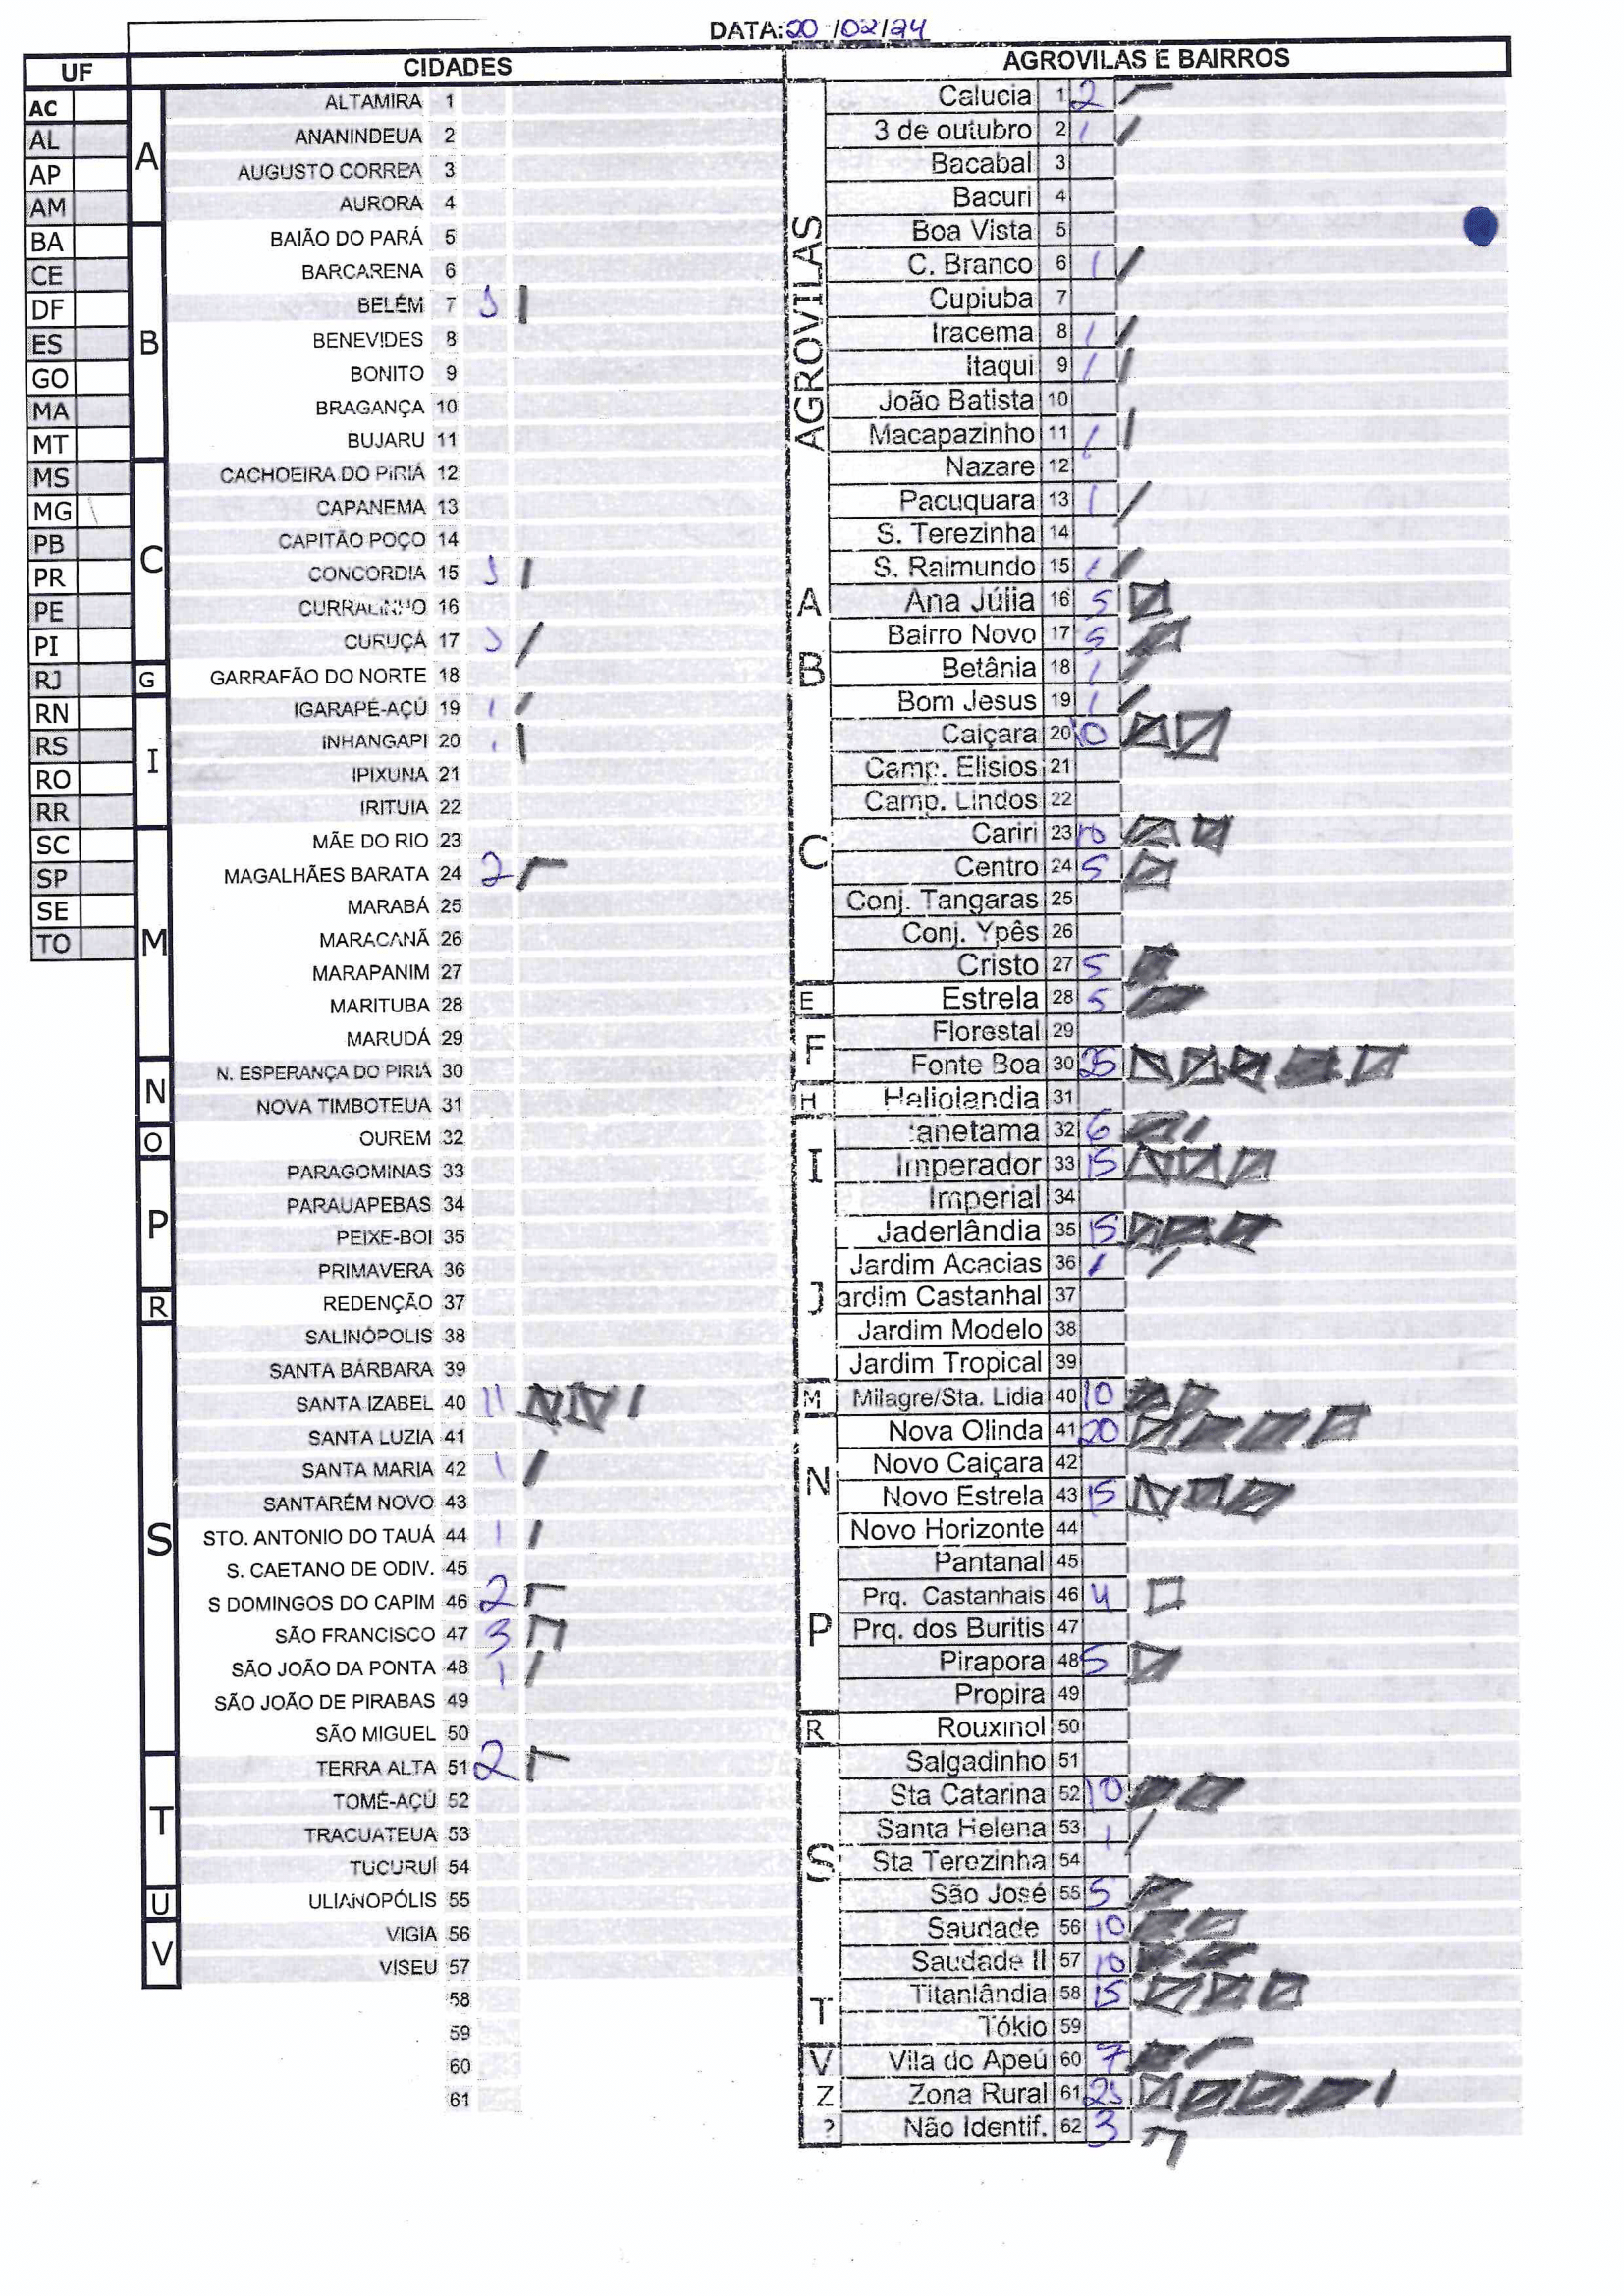 DATA: 20/02/24
UF
CIDADES
AGROVILAS E BAIRROS
AC
AL
AP
AM
BA
CE
DF
ES
GO
MA
MT
MS
MG
PB
PR
PE
PI
RJ
RN
RS
RO
RR
SC
SP
SE
TO
A
ALTAMIRA 1
ANANINDEUA 2
AUGUSTO CORREA 3
AURORA 4
B
BAIÃO DO PARÁ 5
BARCARENA 6
BELÉM 7 1
BENEVIDES 8
BONITO 9
BRAGANÇA 10
BUJARU 11
C
CACHOEIRA DO PIRIÁ 12
CAPANEMA 13
CAPITÃO POÇO 14
CONCORDIA 15 1
CURRALINHO 16
CURUÇÁ 17 1
G
GARRAFÃO DO NORTE 18
I
IGARAPÉ-AÇÚ 19 1
INHANGAPI 20 1
IPIXUNA 21
IRITUIA 22
M
MÃE DO RIO 23
MAGALHÃES BARATA 24 2
MARABÁ 25
MARACANÃ 26
MARAPANIM 27
MARITUBA 28
MARUDÁ 29
N
N. ESPERANÇA DO PIRIÁ 30
NOVA TIMBOTEUA 31
O
OUREM 32
P
PARAGOMINAS 33
PARAUAPEBAS 34
PEIXE-BOI 35
PRIMAVERA 36
R
REDENÇÃO 37
S
SALINÓPOLIS 38
SANTA BÁRBARA 39
SANTA IZABEL 40 11
SANTA LUZIA 41
SANTA MARIA 42 1
SANTARÉM NOVO 43
STO. ANTONIO DO TAUÁ 44 1
S. CAETANO DE ODIV. 45
S DOMINGOS DO CAPIM 46 2
SÃO FRANCISCO 47 3
SÃO JOÃO DA PONTA 48 1
SÃO JOÃO DE PIRABAS 49
SÃO MIGUEL 50
T
TERRA ALTA 51 2
TOMÉ-AÇÚ 52
TRACUATEUA 53
TUCURUÍ 54
U
ULIANOPÓLIS 55
V
VIGIA 56
VISEU 57
58
59
60
61
AGROVILAS
Calucia 1 2
3 de outubro 2 1
Bacabal 3
Bacuri 4
Boa Vista 5
C. Branco 6 1
Cupiuba 7
Iracema 8 1
Itaqui 9 1
João Batista 10
Macapazinho 11 1
Nazare 12
Pacuquara 13 1
S. Terezinha 14
S. Raimundo 15 1
A
Ana Júlia 16 5
B
Bairro Novo 17 5
Betânia 18 1
Bom Jesus 19 1
C
Caiçara 20 10
Camp. Elisios 21
Camp. Lindos 22
Cariri 23 10
Centro 24 5
Conj. Tangaras 25
Conj. Ypês 26
Cristo 27 5
E
Estrela 28 5
F
Florestal 29
Fonte Boa 30 25
H
Heliolandia 31
I
Ianetama 32 6
Imperador 33 15
Imperial 34
J
Jaderlândia 35 15
Jardim Acacias 36 1
ardim Castanhal 37
Jardim Modelo 38
Jardim Tropical 39
M
Milagre/Sta. Lidia 40 10
N
Nova Olinda 41 20
Novo Caiçara 42
Novo Estrela 43 15
Novo Horizonte 44
P
Pantanal 45
Prq. Castanhais 46 4
Prq. dos Buritis 47
Pirapora 48 5
Propira 49
R
Rouxinol 50
S
Salgadinho 51
Sta Catarina 52 10
Santa Helena 53 1
Sta Terezinha 54
São José 55 5
Saudade 56 10
Saudade II 57 10
T
Titanlândia 58 15
Tókio 59
V
Vila do Apeú 60 7
Z
Zona Rural 61
?
Não Identif. 62 3